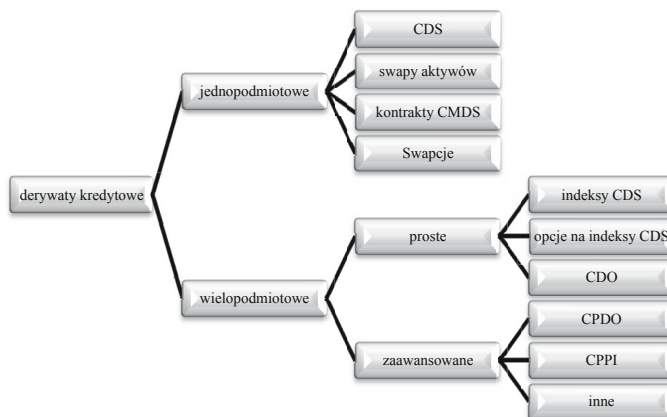 derywaty kredytowe
jednopodmiotowe
CDS
swapy aktywów
kontrakty CMDS
Swapcje
wielopodmiotowe
proste
indeksy CDS
opcje na indeksy CDS
CDO
zaawansowane
CPDO
CPPI
inne